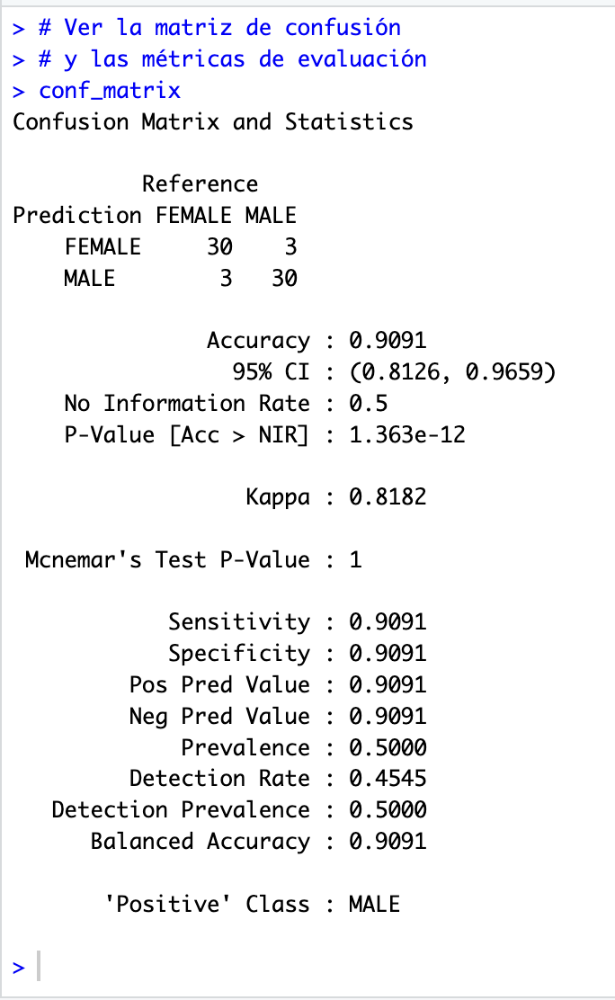 > # Ver la matriz de confusión
> # y las métricas de evaluación
> conf_matrix
Confusion Matrix and Statistics

          Reference
Prediction FEMALE MALE
    FEMALE     30    3
    MALE        3   30

               Accuracy : 0.9091
                 95% CI : (0.8126, 0.9659)
    No Information Rate : 0.5
    P-Value [Acc > NIR] : 1.363e-12

                  Kappa : 0.8182

 Mcnemar's Test P-Value : 1

            Sensitivity : 0.9091
            Specificity : 0.9091
         Pos Pred Value : 0.9091
         Neg Pred Value : 0.9091
             Prevalence : 0.5000
         Detection Rate : 0.4545
   Detection Prevalence : 0.5000
      Balanced Accuracy : 0.9091

       'Positive' Class : MALE

>